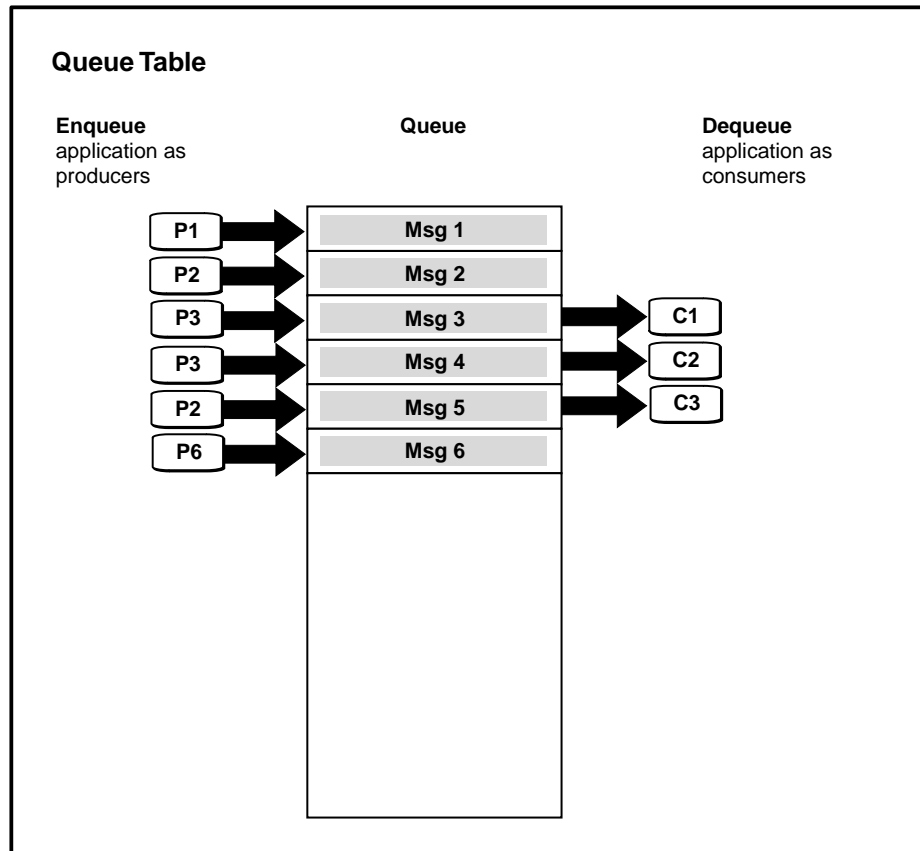 Queue Table
Enqueue
application as
producers
Queue
Dequeue
application as
consumers
P1 Msg 1
P2 Msg 2
P3 Msg 3 C1
P3 Msg 4 C2
P2 Msg 5 C3
P6 Msg 6